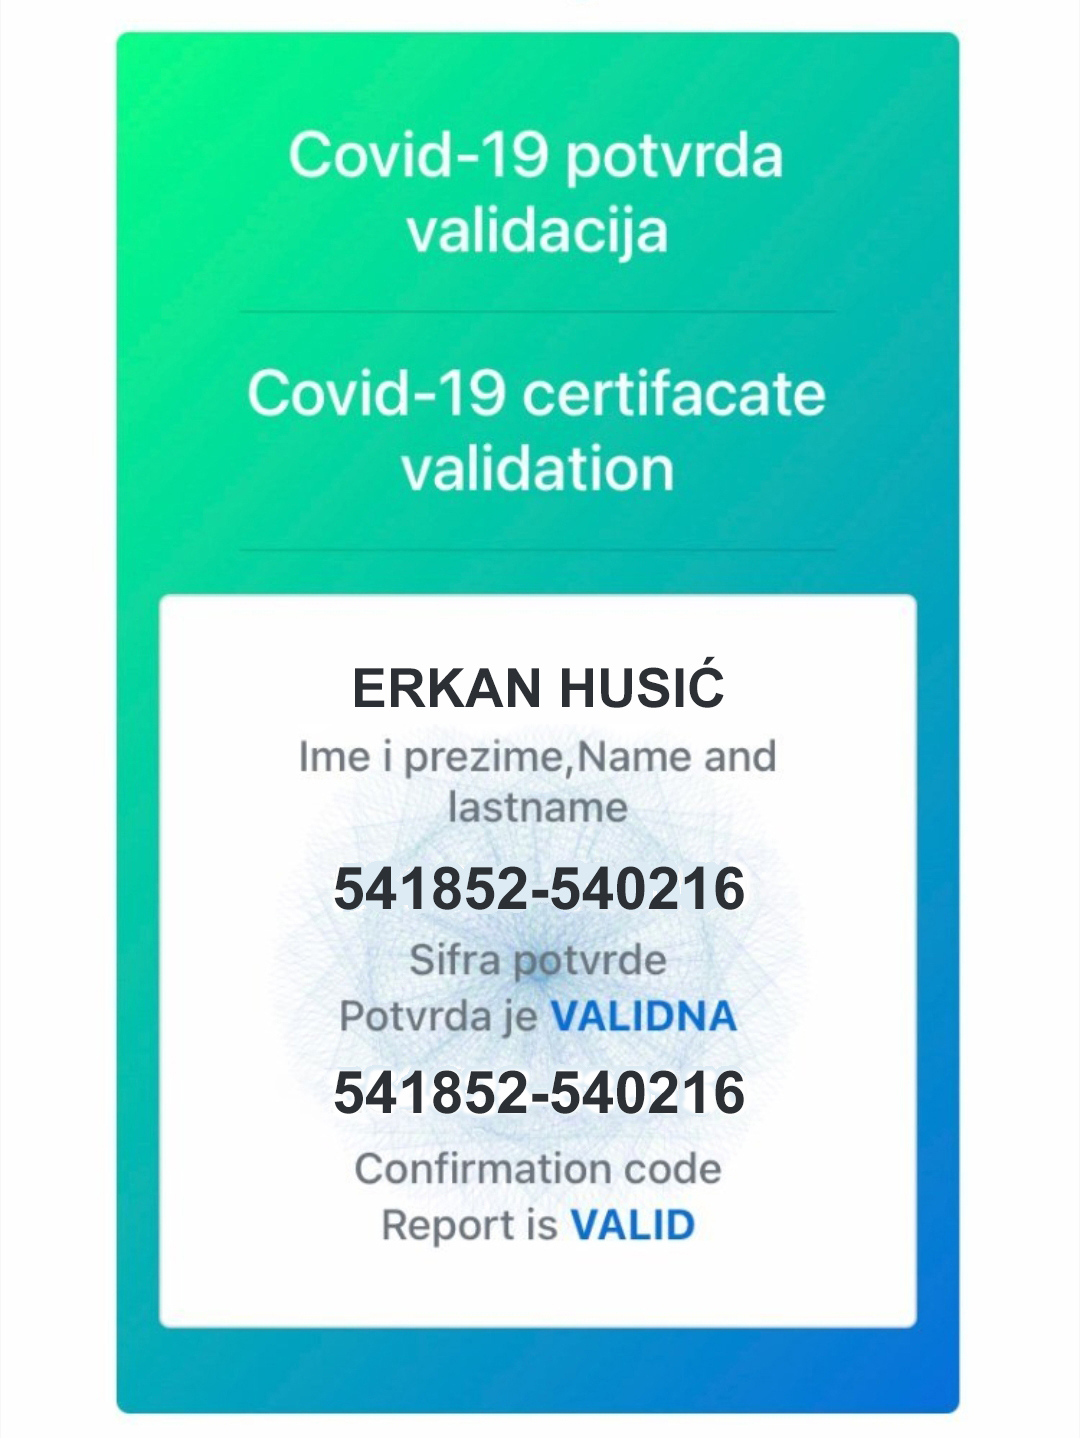 Covid-19 potvrda
validacija
Covid-19 certifacate
validation
ERKAN HUSIĆ
Ime i prezime,Name and
lastname
541852-540216
Sifra potvrde
Potvrda je VALIDNA
541852-540216
Confirmation code
Report is VALID